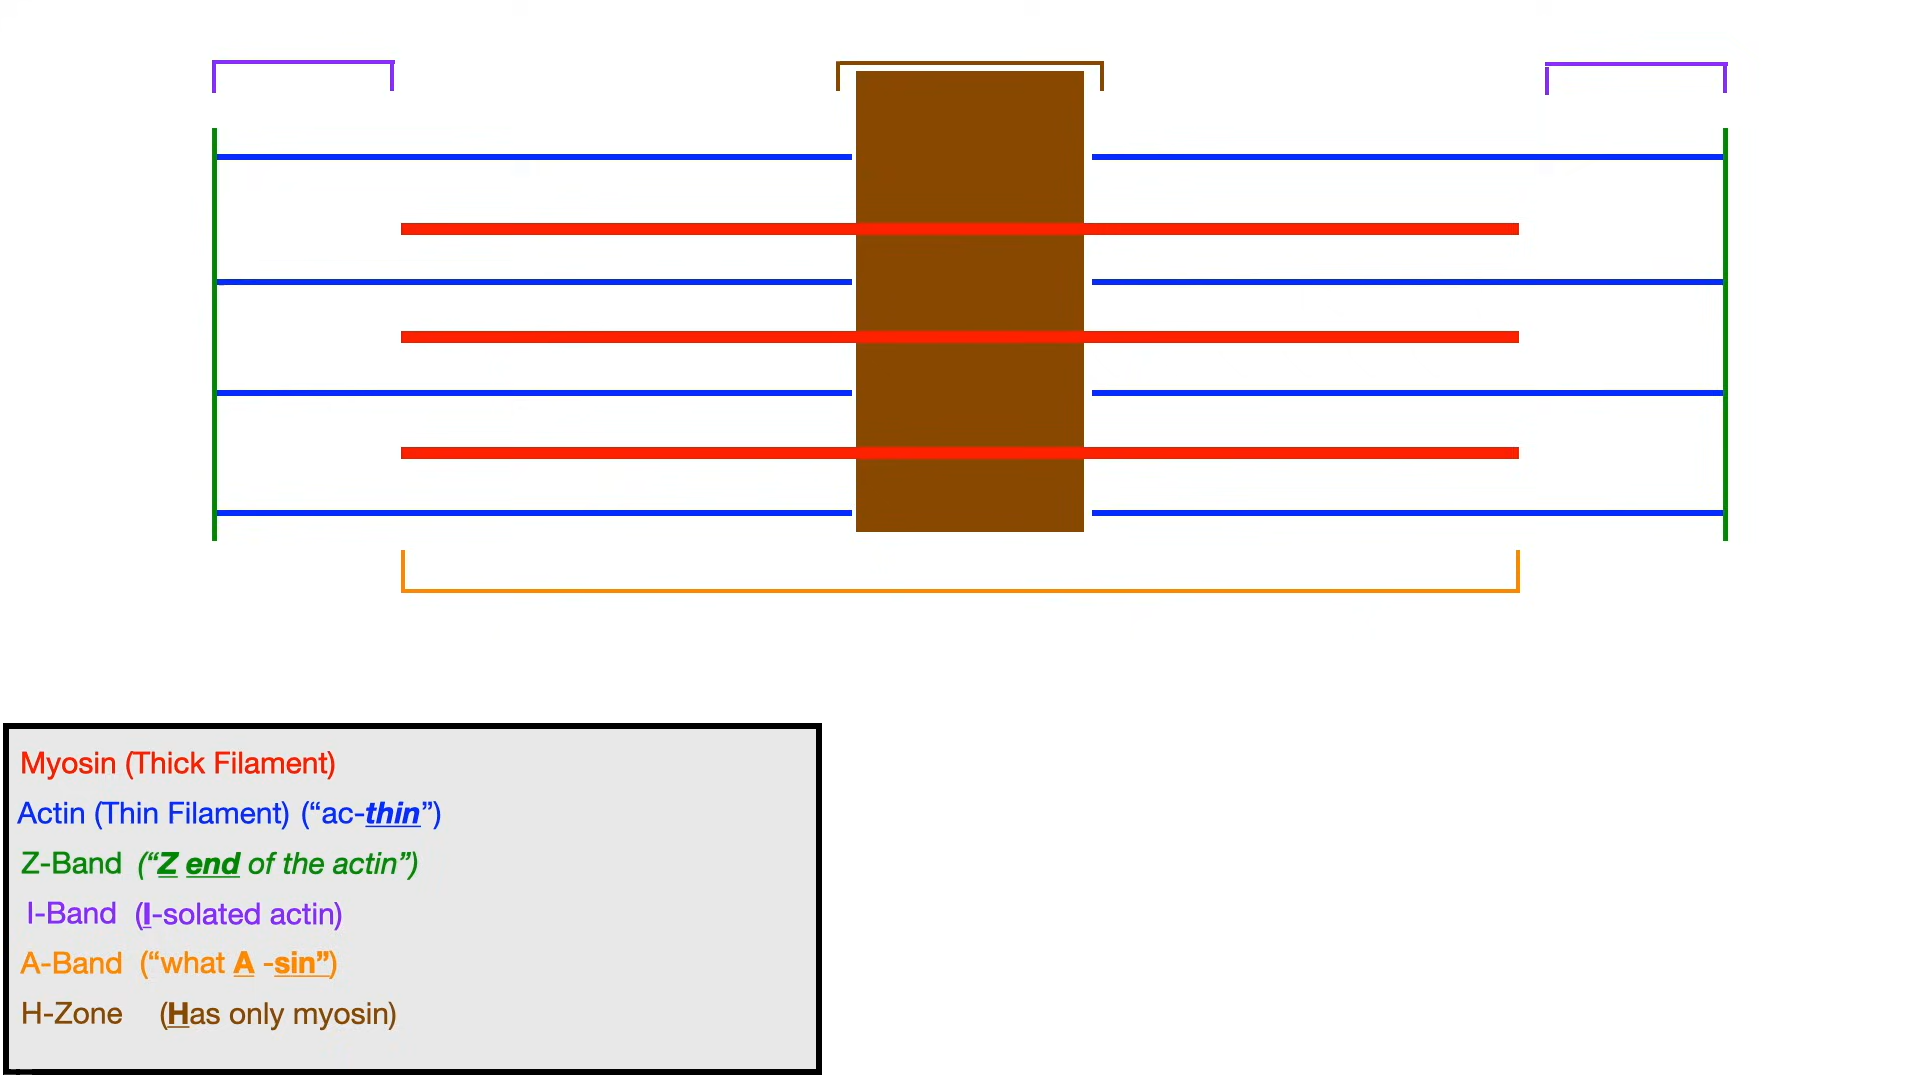 Myosin (Thick Filament)
Actin (Thin Filament) (“ac-thin”)
Z-Band (“Z end of the actin”)
I-Band (I-solated actin)
A-Band (“what A -sin”)
H-Zone (Has only myosin)